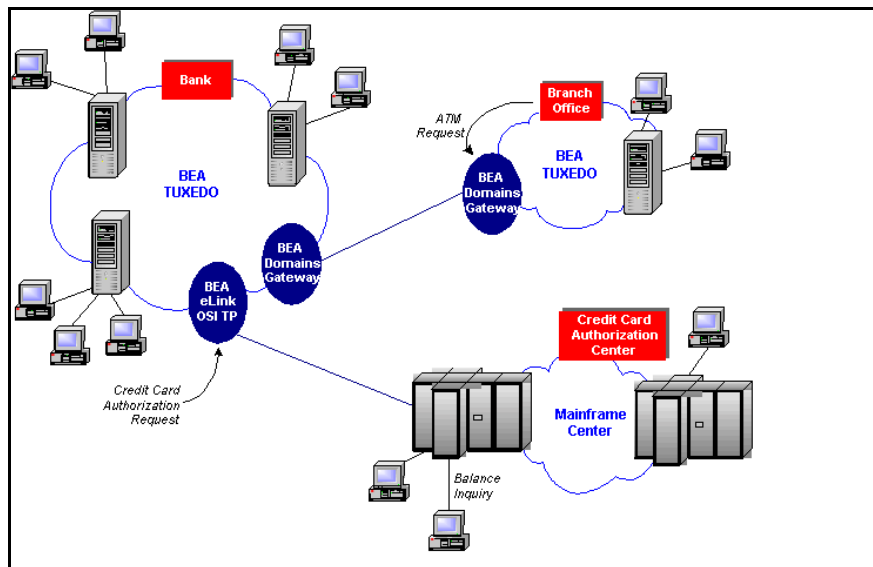 Bank
BEA
TUXEDO
BEA
Domains
Gateway
BEA
eLink
OSI TP
Credit Card
Authorization
Request
ATM
Request
Branch
Office
BEA
TUXEDO
BEA
Domains
Gateway
Credit Card
Authorization
Center
Mainframe
Center
Balance
Inquiry